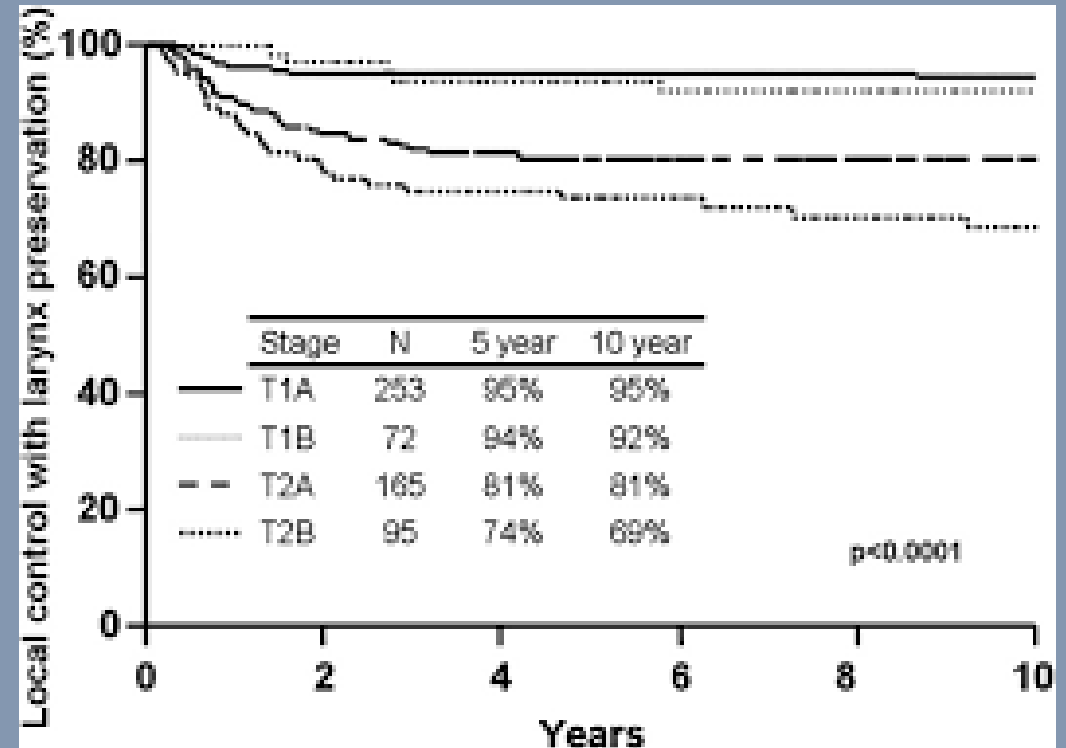 Local control with larynx preservation (%)
100
80
60
40
20
0
Stage N 5 year 10 year
T1A 253 95% 95%
T1B 72 94% 92%
T2A 165 81% 81%
T2B 95 74% 69%
p<0.0001
0 2 4 6 8 10
Years